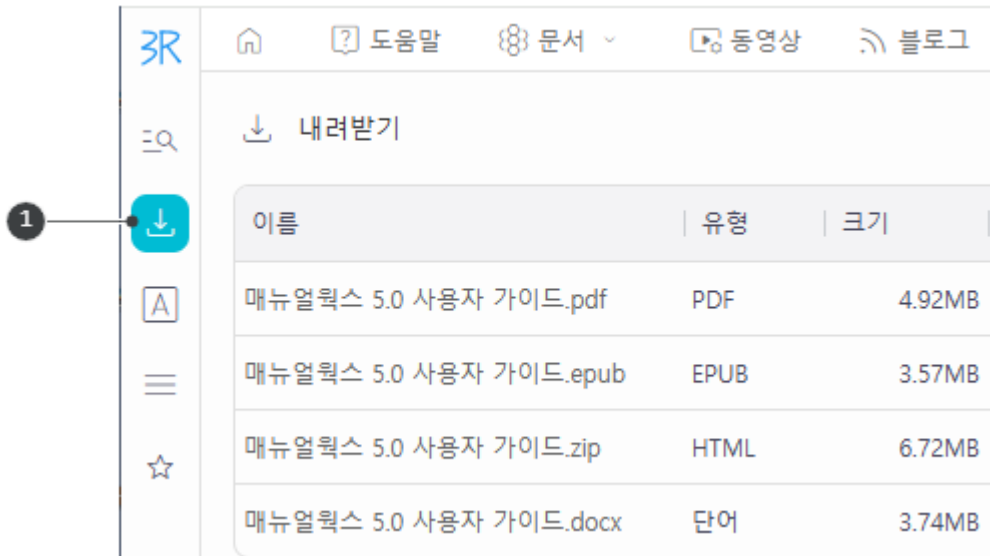 3R
도움말 문서 동영상 블로그
내려받기
1
A
이름 유형 크기
매뉴얼웍스 5.0 사용자 가이드.pdf PDF 4.92MB
매뉴얼웍스 5.0 사용자 가이드.epub EPUB 3.57MB
매뉴얼웍스 5.0 사용자 가이드.zip HTML 6.72MB
매뉴얼웍스 5.0 사용자 가이드.docx 단어 3.74MB